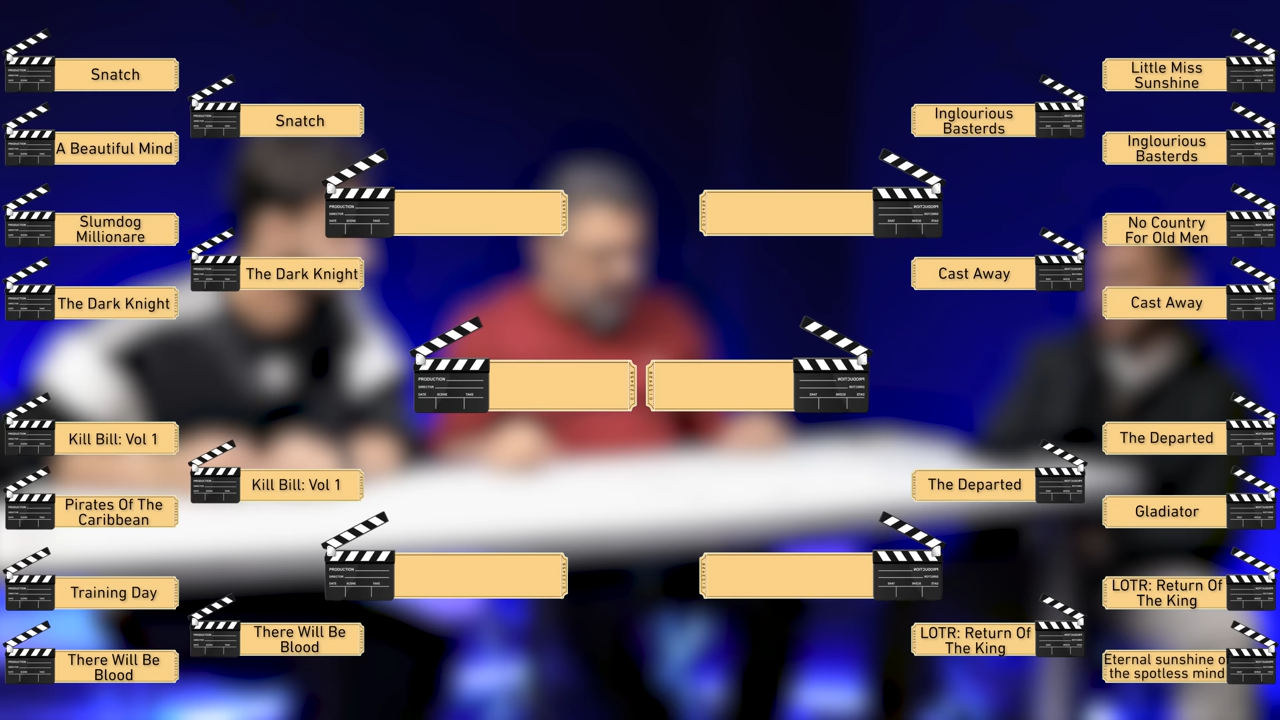 Snatch
A Beautiful Mind
Slumdog
Millionare
The Dark Knight
Kill Bill: Vol 1
Pirates Of The
Caribbean
Training Day
There Will Be
Blood
Snatch
The Dark Knight
Kill Bill: Vol 1
There Will Be
Blood
PRODUCTION
PRODUCTION
PRODUCTION
Inglourious
Basterds
Cast Away
The Departed
LOTR: Return Of
The King
Little Miss
Sunshine
Inglourious
Basterds
No Country
For Old Men
Cast Away
The Departed
Gladiator
LOTR: Return Of
The King
Eternal sunshine o
the spotless mind